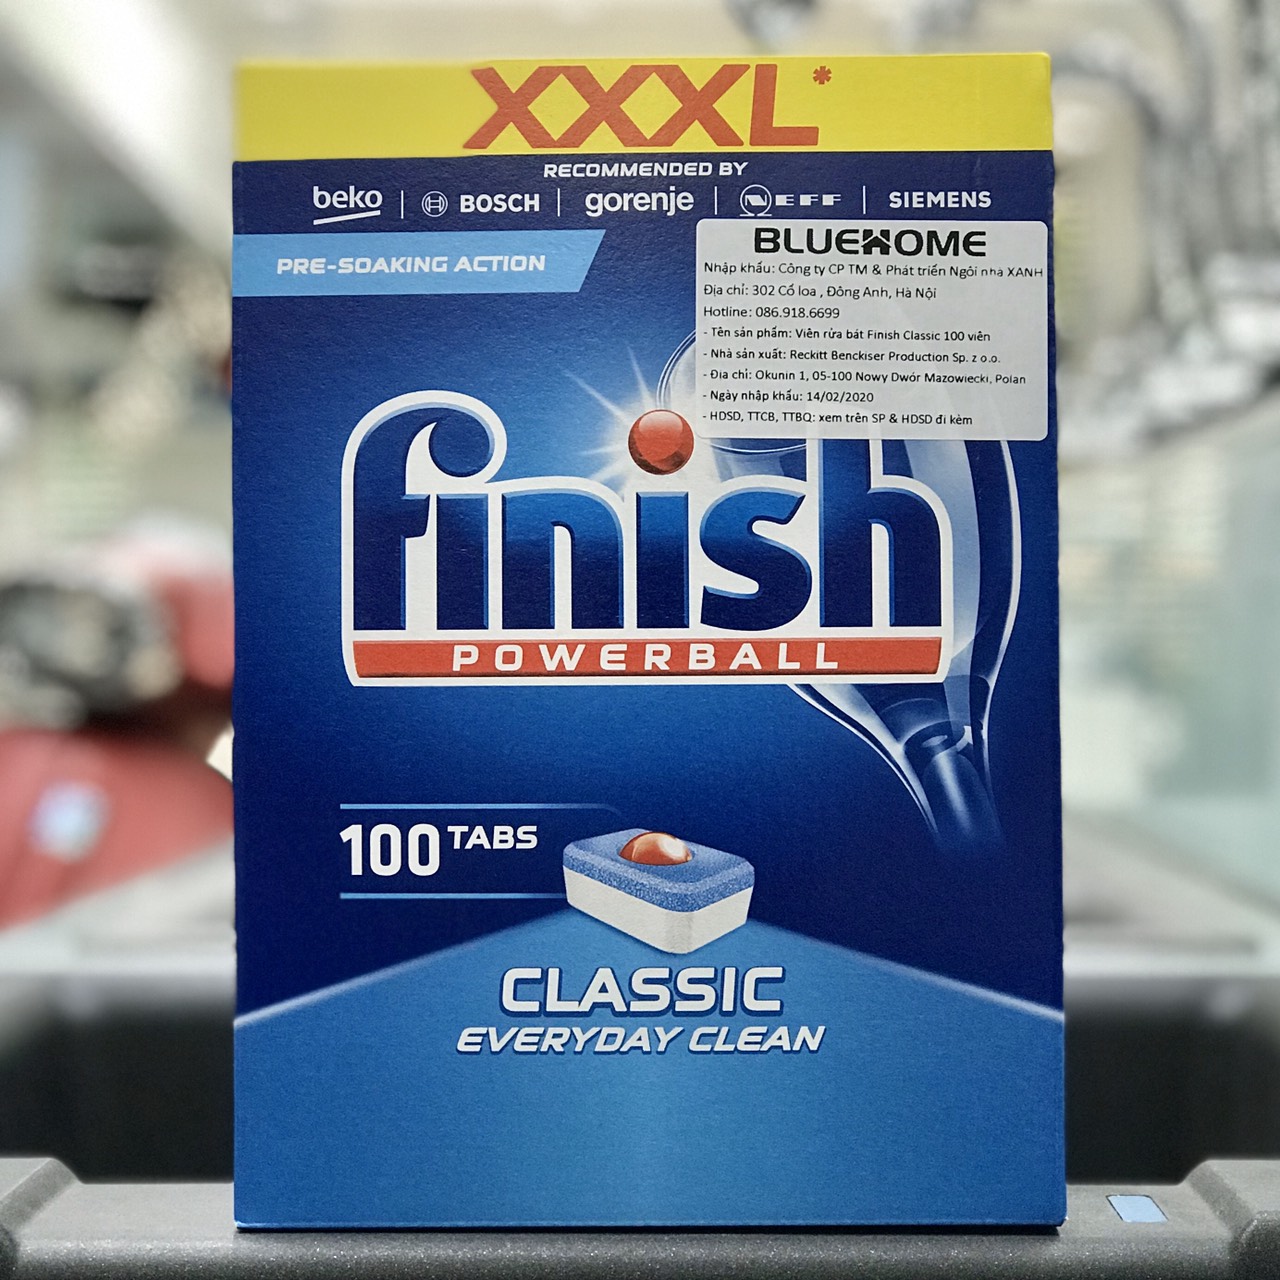 XXXL*
RECOMMENDED BY
beko | BOSCH | gorenje | NEFF | SIEMENS
PRE-SOAKING ACTION
BLUEHOME
Nhập khẩu: Công ty CP TM & Phát triển Ngôi nhà XANH
Địa chỉ: 302 Cổ loa , Đông Anh, Hà Nội
Hotline: 086.918.6699
- Tên sản phẩm: Viên rửa bát Finish Classic 100 viên
- Nhà sản xuất: Reckitt Benckiser Production Sp. z o.o.
- Địa chỉ: Okunin 1, 05-100 Nowy Dwór Mazowiecki, Polan
- Ngày nhập khẩu: 14/02/2020
- HDSD, TTCB, TTBQ: xem trên SP & HDSD đi kèm
finish
POWERBALL
100 TABS
CLASSIC
EVERYDAY CLEAN